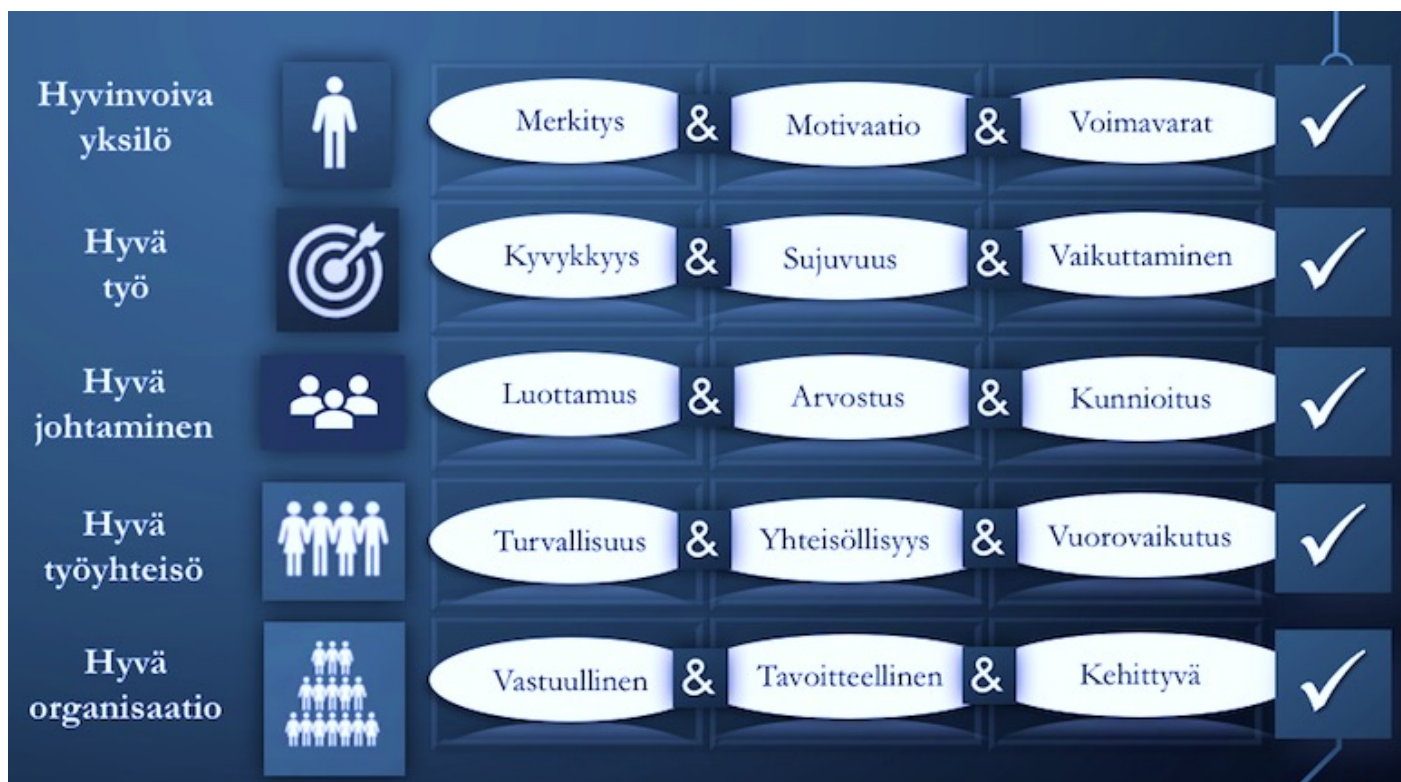 Hyvinvoiva
yksilö
Merkitys & Motivaatio & Voimavarat
Hyvä
työ
Kyvykkyys & Sujuvuus & Vaikuttaminen
Hyvä
johtaminen
Luottamus & Arvostus & Kunnioitus
Hyvä
työyhteisö
Turvallisuus & Yhteisöllisyys & Vuorovaikutus
Hyvä
organisaatio
Vastuullinen & Tavoitteellinen & Kehittyvä